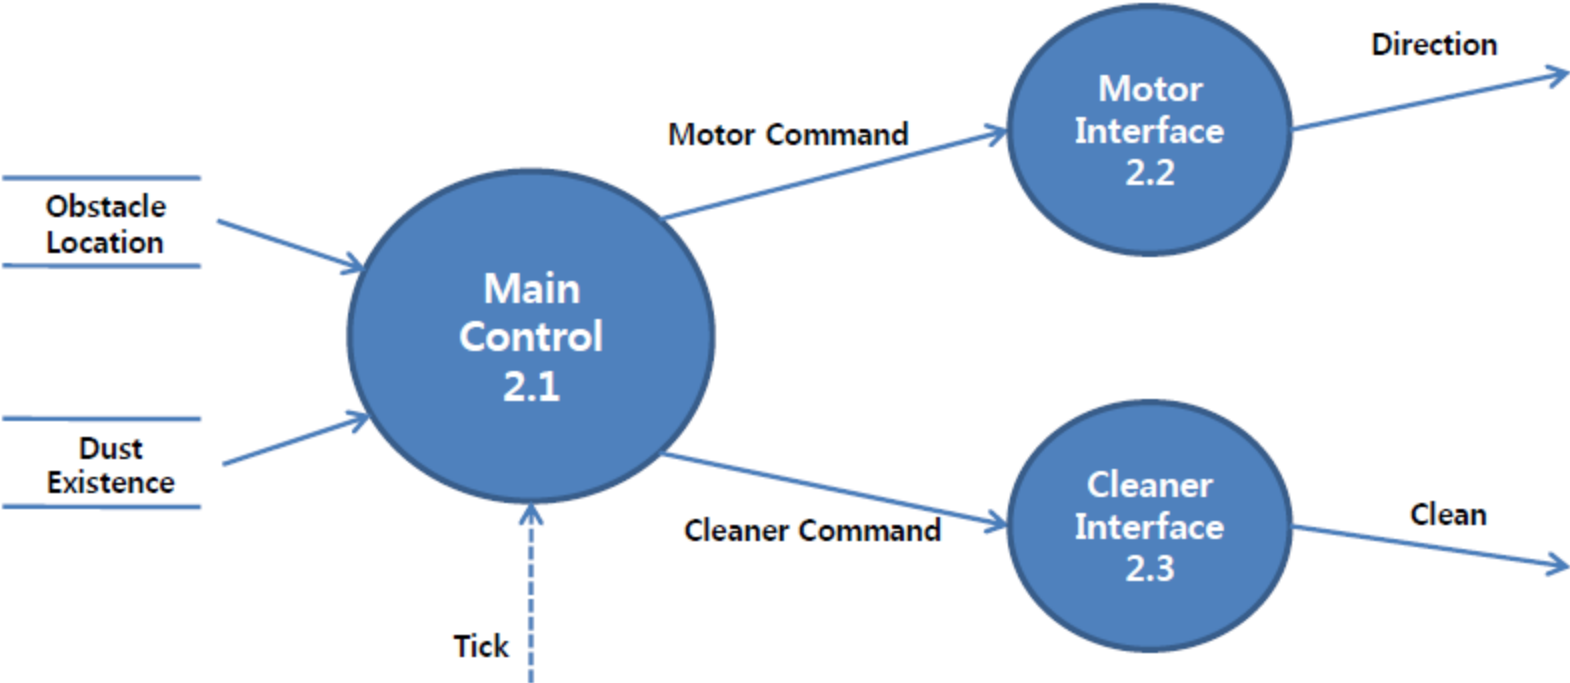 Direction
Motor
Interface
2.2
Motor Command
Obstacle
Location
Main
Control
2.1
Dust
Existence
Cleaner
Interface
2.3
Clean
Cleaner Command
Tick